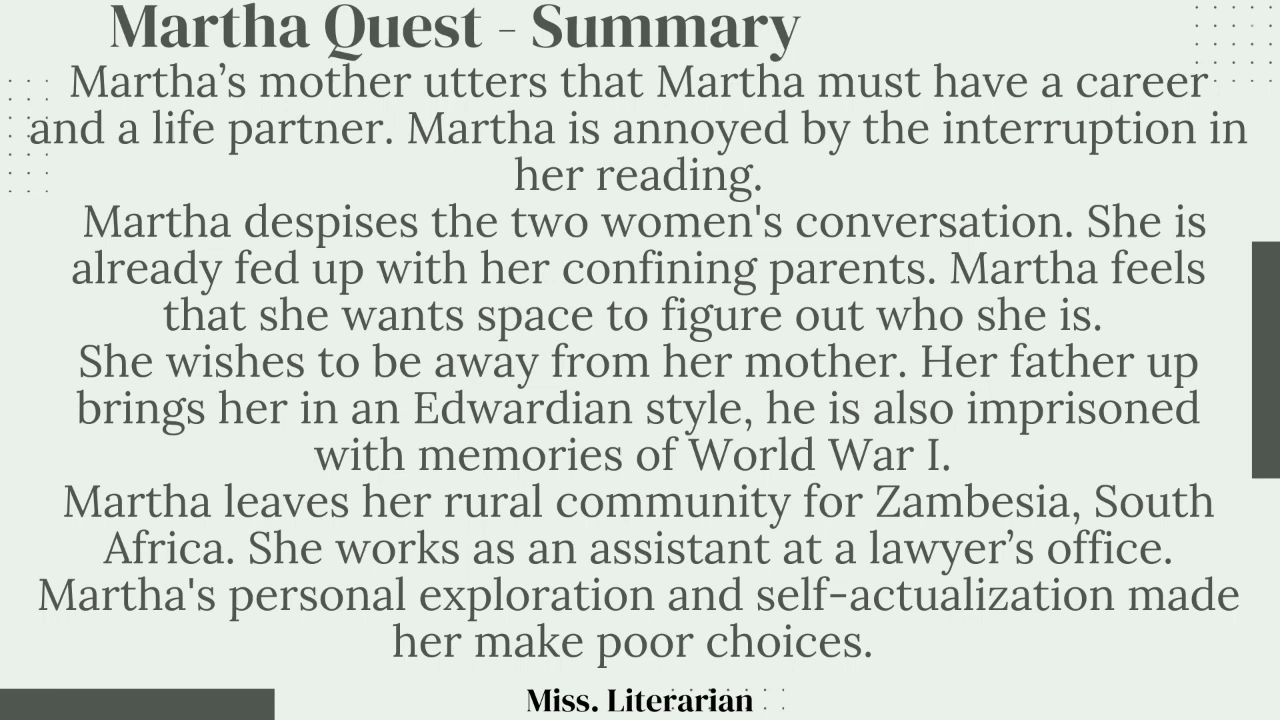 Martha Quest - Summary
Martha’s mother utters that Martha must have a career
and a life partner. Martha is annoyed by the interruption in
her reading.
Martha despises the two women's conversation. She is
already fed up with her confining parents. Martha feels
that she wants space to figure out who she is.
She wishes to be away from her mother. Her father up
brings her in an Edwardian style, he is also imprisoned
with memories of World War I.
Martha leaves her rural community for Zambesia, South
Africa. She works as an assistant at a lawyer’s office.
Martha's personal exploration and self-actualization made
her make poor choices.
Miss. Literarian